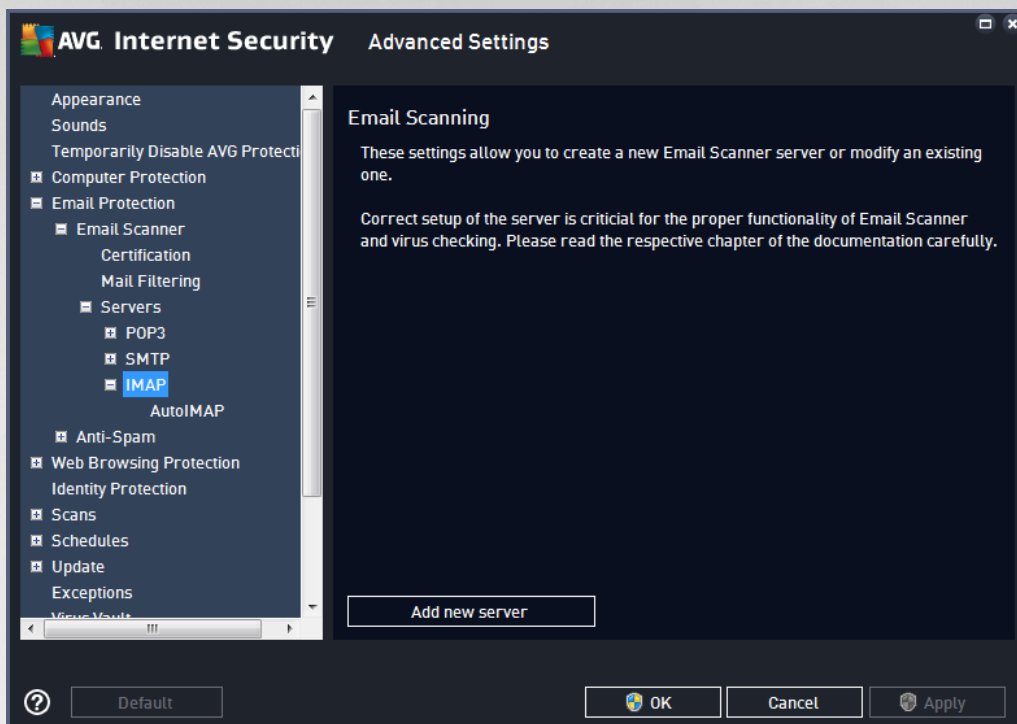 AVG. Internet Security Advanced Settings
Appearance
Sounds
Temporarily Disable AVG Protecti
Computer Protection
Email Protection
Email Scanner
Certification
Mail Filtering
Servers
POP3
SMTP
IMAP
AutoIMAP
Anti-Spam
Web Browsing Protection
Identity Protection
Scans
Schedules
Update
Exceptions
Virus Vault
Email Scanning
These settings allow you to create a new Email Scanner server or modify an existing
one.
Correct setup of the server is criticial for the proper functionality of Email Scanner
and virus checking. Please read the respective chapter of the documentation carefully.
Add new server
?
Default
OK
Cancel
Apply